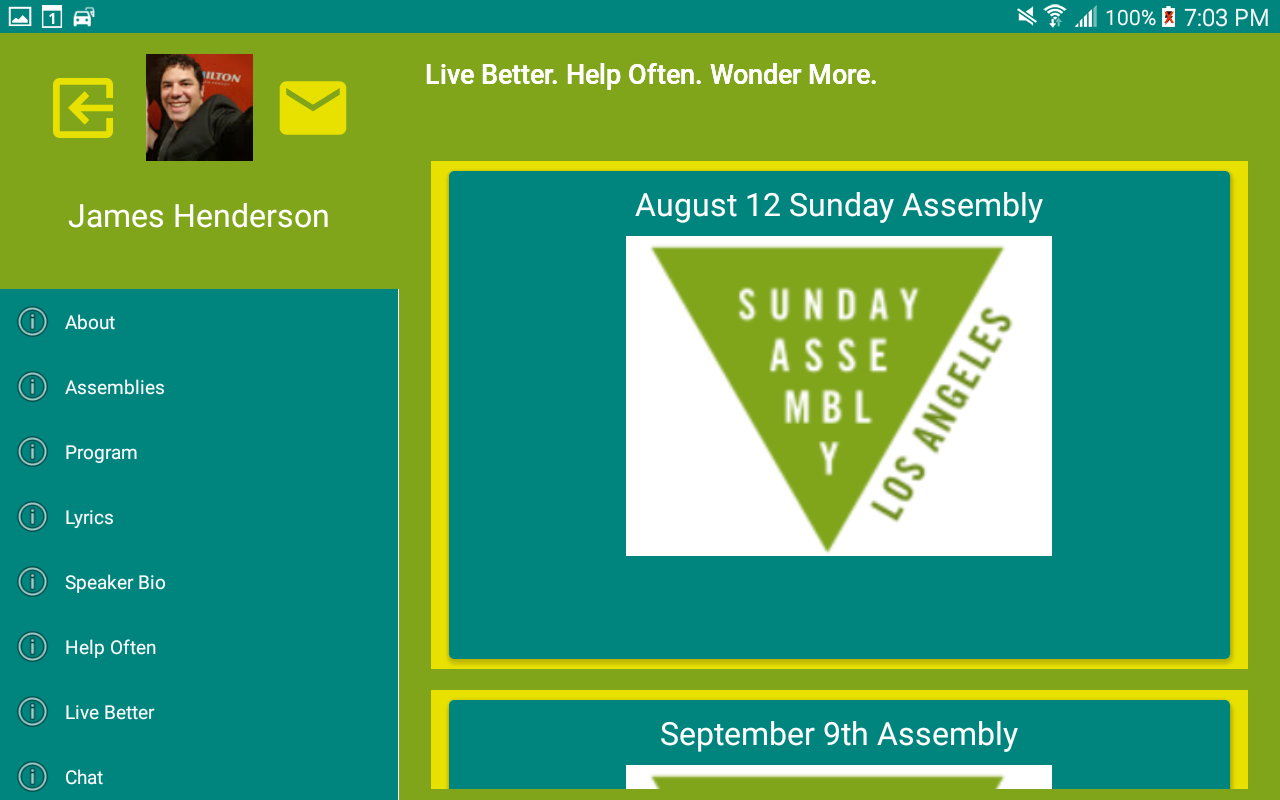 1
100%
7:03 PM
ILTON
James Henderson
About
Assemblies
Program
Lyrics
Speaker Bio
Help Often
Live Better
Chat
Live Better. Help Often. Wonder More.
August 12 Sunday Assembly
SUNDAY
ASSE
MBL
Y
LOS ANGELES
September 9th Assembly